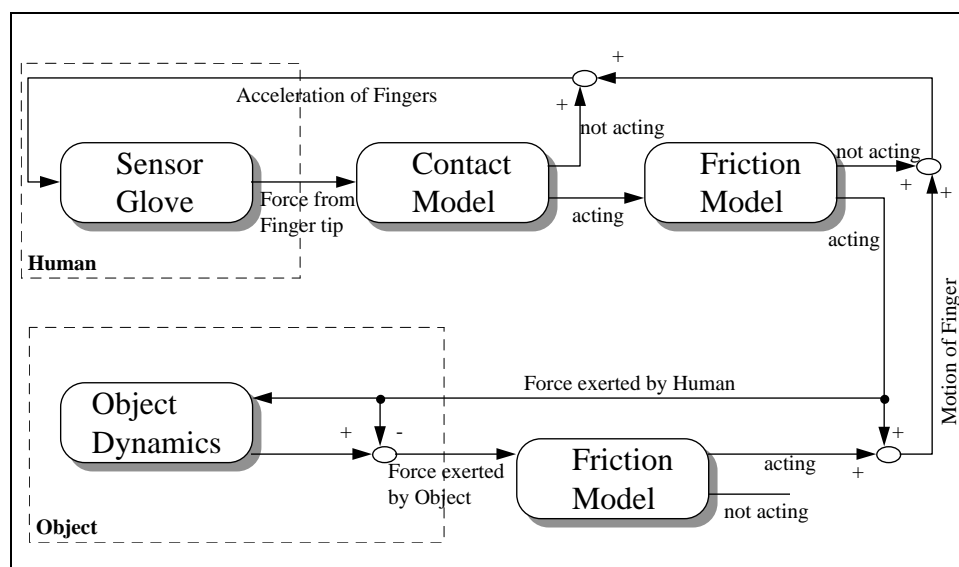 +
Acceleration of Fingers
+
not acting
not acting
Sensor
Glove
Contact
Model
Friction
Model
+
+
Force from
Finger tip
acting
acting
Human
Motion of Finger
Force exerted by Human
Object
Dynamics
+
-
+
+
Force exerted
by Object
Friction
Model
acting
not acting
Object